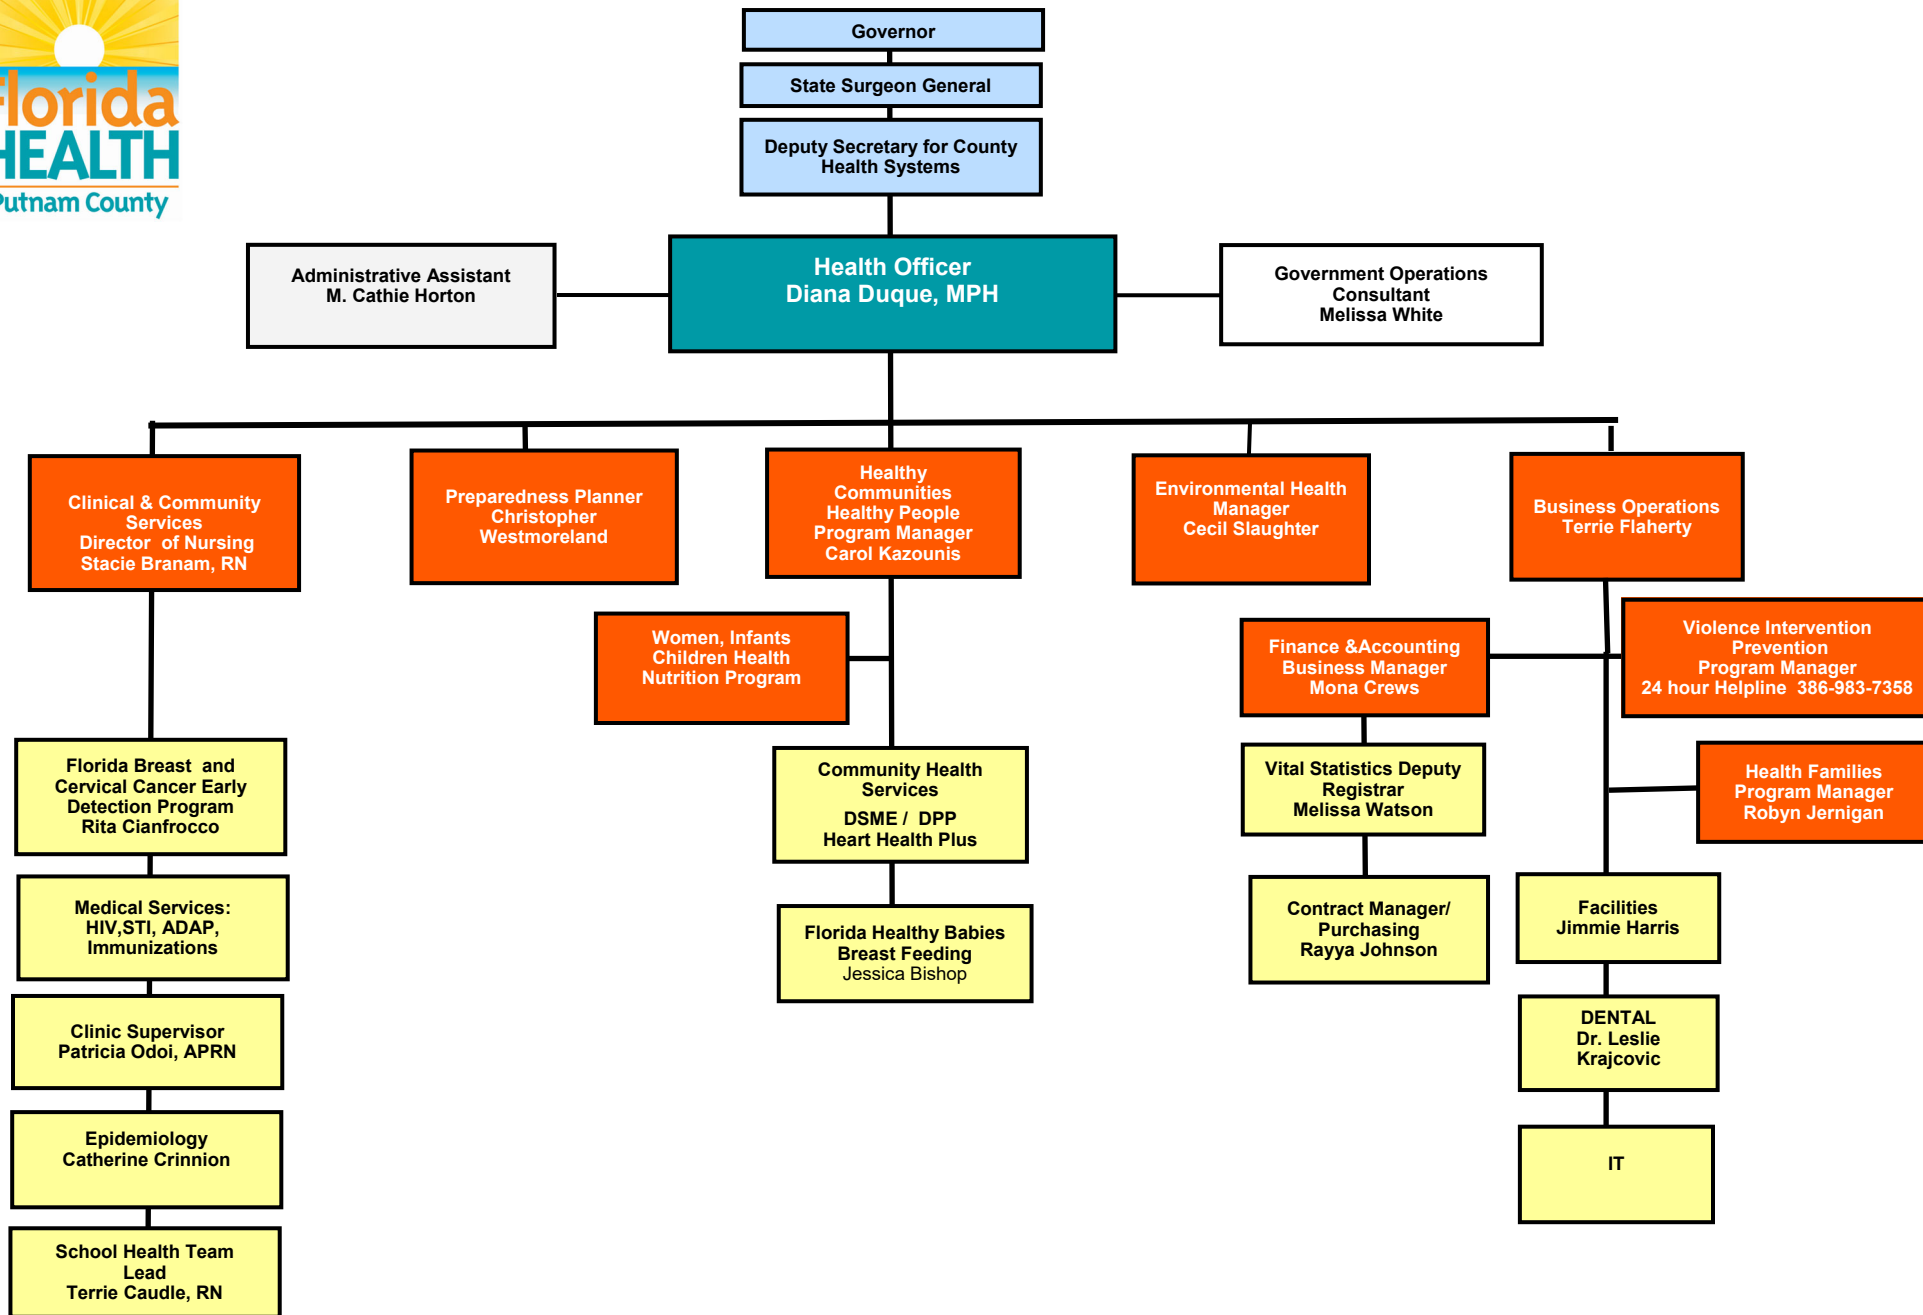 Florida
HEALTH
Putnam County
Governor
State Surgeon General
Deputy Secretary for County
Health Systems
Administrative Assistant
M. Cathie Horton
Health Officer
Diana Duque, MPH
Government Operations
Consultant
Melissa White
Clinical & Community
Services
Director  of Nursing
Stacie Branam, RN
Preparedness Planner
Christopher
Westmoreland
Healthy
Communities
Healthy People
Program Manager
Carol Kazounis
Environmental Health
Manager
Cecil Slaughter
Business Operations
Terrie Flaherty
Women, Infants
Children Health
Nutrition Program
Finance &Accounting
Business Manager
Mona Crews
Violence Intervention
Prevention
Program Manager
24 hour Helpline  386-983-7358
Florida Breast  and
Cervical Cancer Early
Detection Program
Rita Cianfrocco
Community Health
Services
DSME /  DPP
Heart Health Plus
Vital Statistics Deputy
Registrar
Melissa Watson
Health Families
Program Manager
Robyn Jernigan
Medical Services:
HIV,STI, ADAP,
Immunizations
Florida Healthy Babies
Breast Feeding
Jessica Bishop
Contract Manager/
Purchasing
Rayya Johnson
Facilities
Jimmie Harris
Clinic Supervisor
Patricia Odoi, APRN
DENTAL
Dr. Leslie
Krajcovic
Epidemiology
Catherine Crinnion
IT
School Health Team
Lead
Terrie Caudle, RN